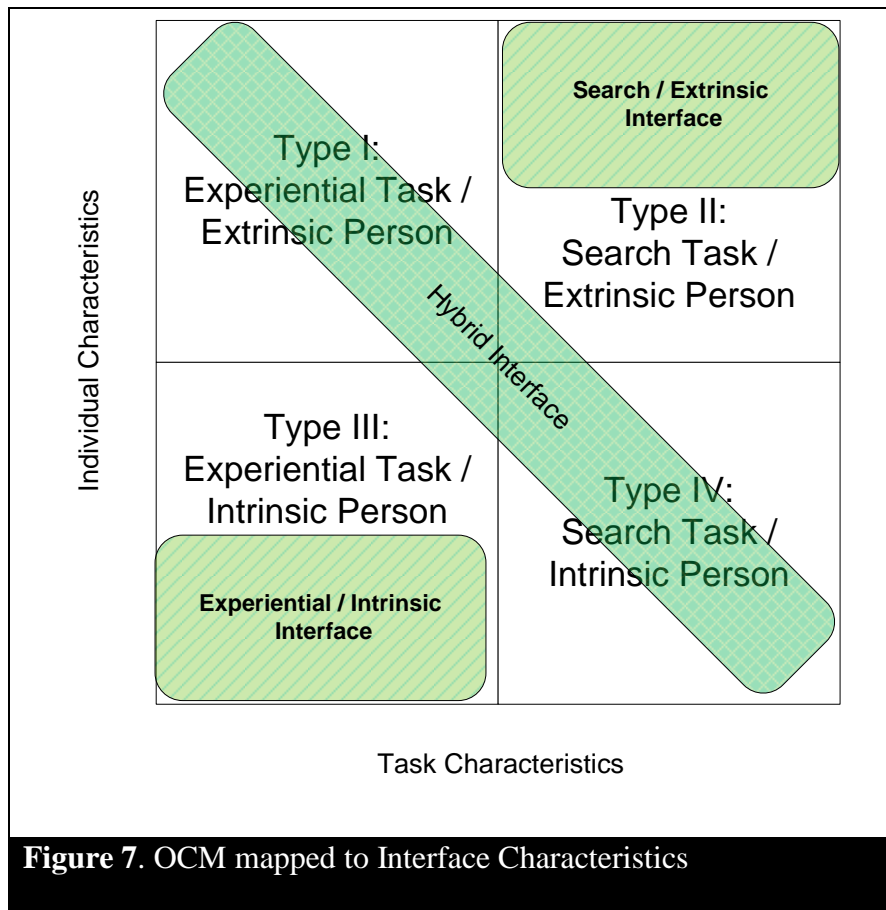 Search / Extrinsic
Interface
Type I:
Experiential Task /
Extrinsic Person
Type II:
Search Task /
Extrinsic Person
Individual Characteristics
Hybrid Interface
Type III:
Experiential Task /
Intrinsic Person
Type IV:
Search Task /
Intrinsic Person
Experiential / Intrinsic
Interface
Task Characteristics
Figure 7. OCM mapped to Interface Characteristics